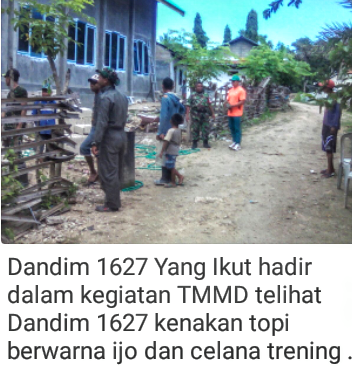 Dandim 1627 Yang Ikut hadir
dalam kegiatan TMMD telihat
Dandim 1627 kenakan topi
berwarna ijo dan celana trening .